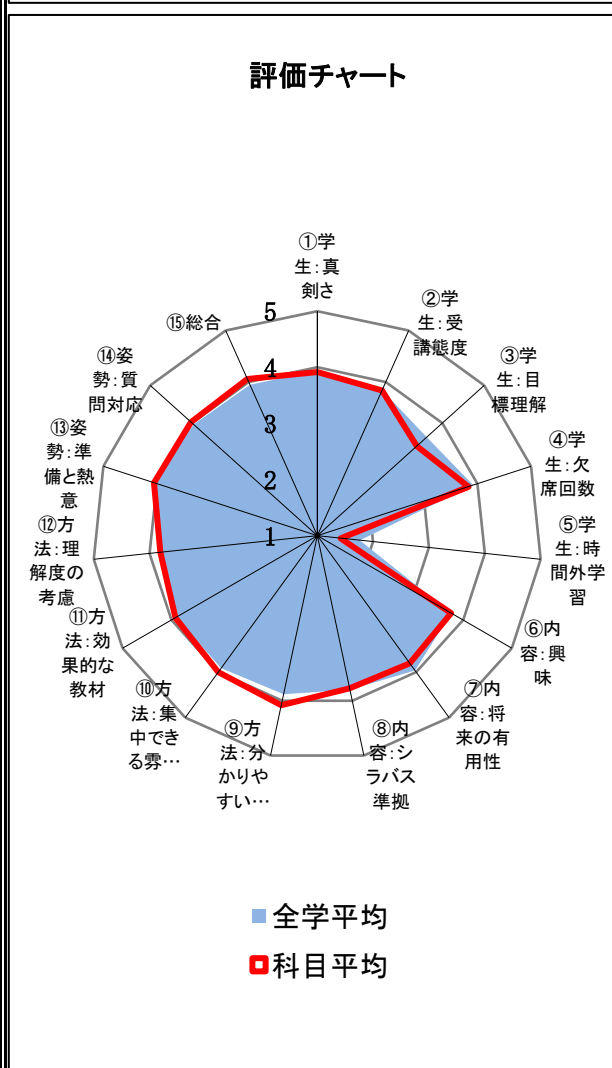 評価チャート
①学
生：真
剣さ
②学
生：受
講態度
③学
生：目
標理解
④学
生：欠
席回数
⑤学
生：時
間外学
習
⑥内
容：興
味
⑦内
容：将
来の有
用性
⑧内
容：シ
ラバス
準拠
⑨方
法：分
かりや
すい…
⑩方
法：集
中でき
る雰…
⑪方
法：効
果的な
教材
⑫方
法：理
解度の
考慮
⑬姿
勢：準
備と熱
意
⑭姿
勢：質
問対応
⑮総合
5
4
3
2
1
全学平均
科目平均